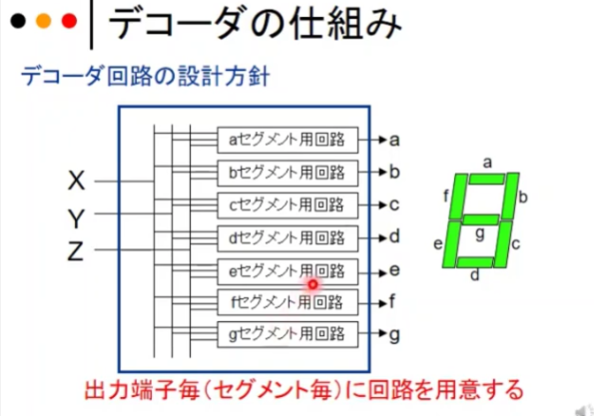 デコーダの仕組み
デコーダ回路の設計方針
aセグメント用回路
a
bセグメント用回路
b
cセグメント用回路
c
dセグメント用回路
d
eセグメント用回路
e
fセグメント用回路
f
gセグメント用回路
g
X
Y
Z
a
f
b
g
e
c
d
出力端子毎(セグメント毎)に回路を用意する